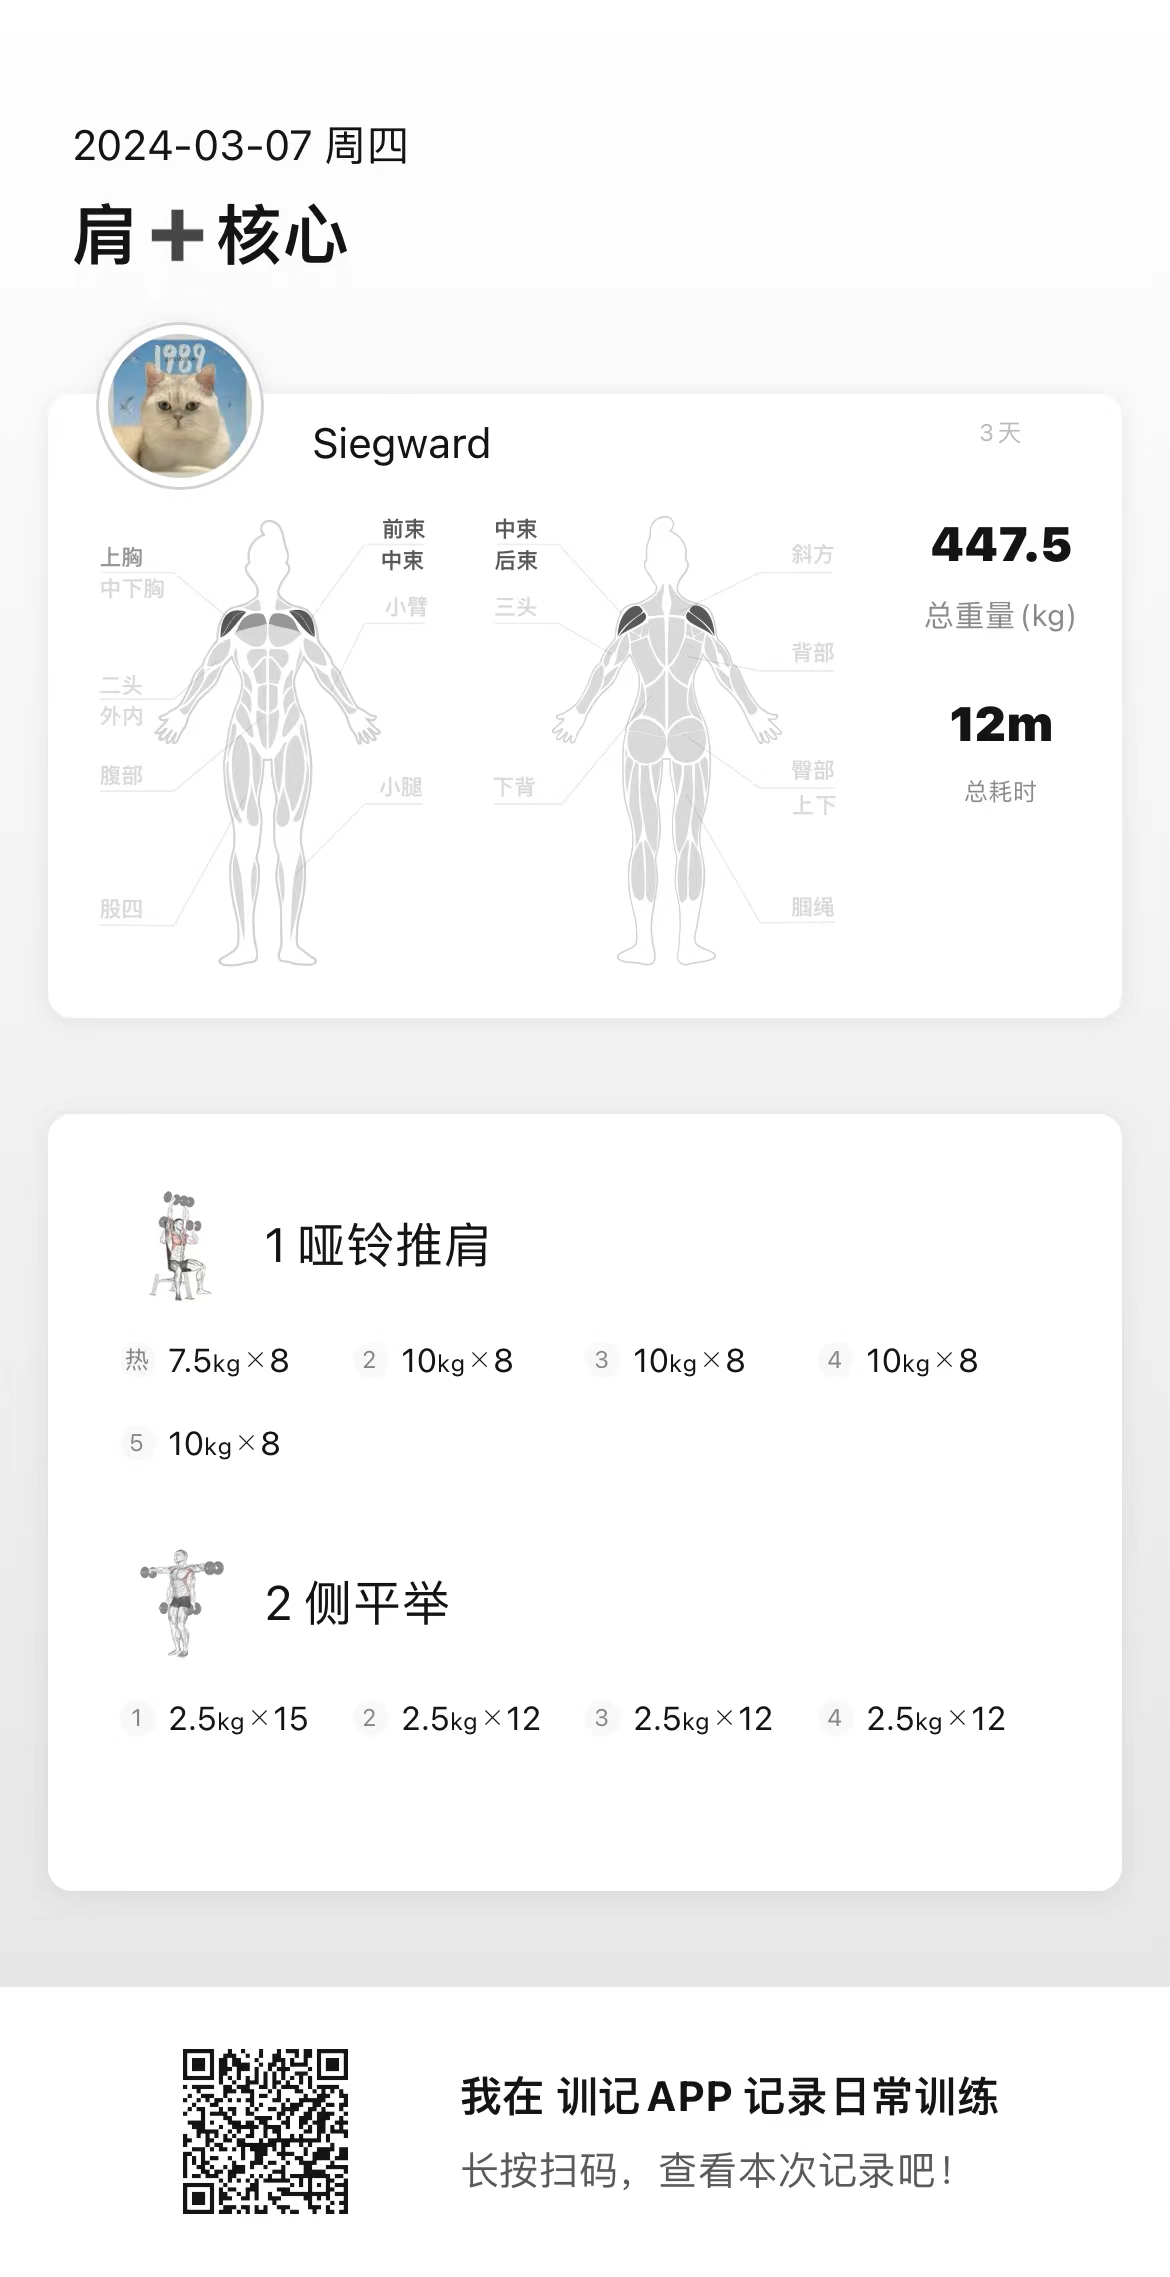 2024-03-07 周四
肩➕核心
1989
Siegward
3天
上胸
中下胸
二头
外内
腹部
股四
前束
中束
小臂
小腿
中束
后束
三头
下背
斜方
背部
臀部
上下
腘绳
447.5
总重量 (kg)
12m
总耗时
1 哑铃推肩
热 7.5kg×8 2 10kg×8 3 10kg×8 4 10kg×8
5 10kg×8
2 侧平举
1 2.5kg×15 2 2.5kg×12 3 2.5kg×12 4 2.5kg×12
我在 训记APP 记录日常训练
长按扫码，查看本次记录吧！